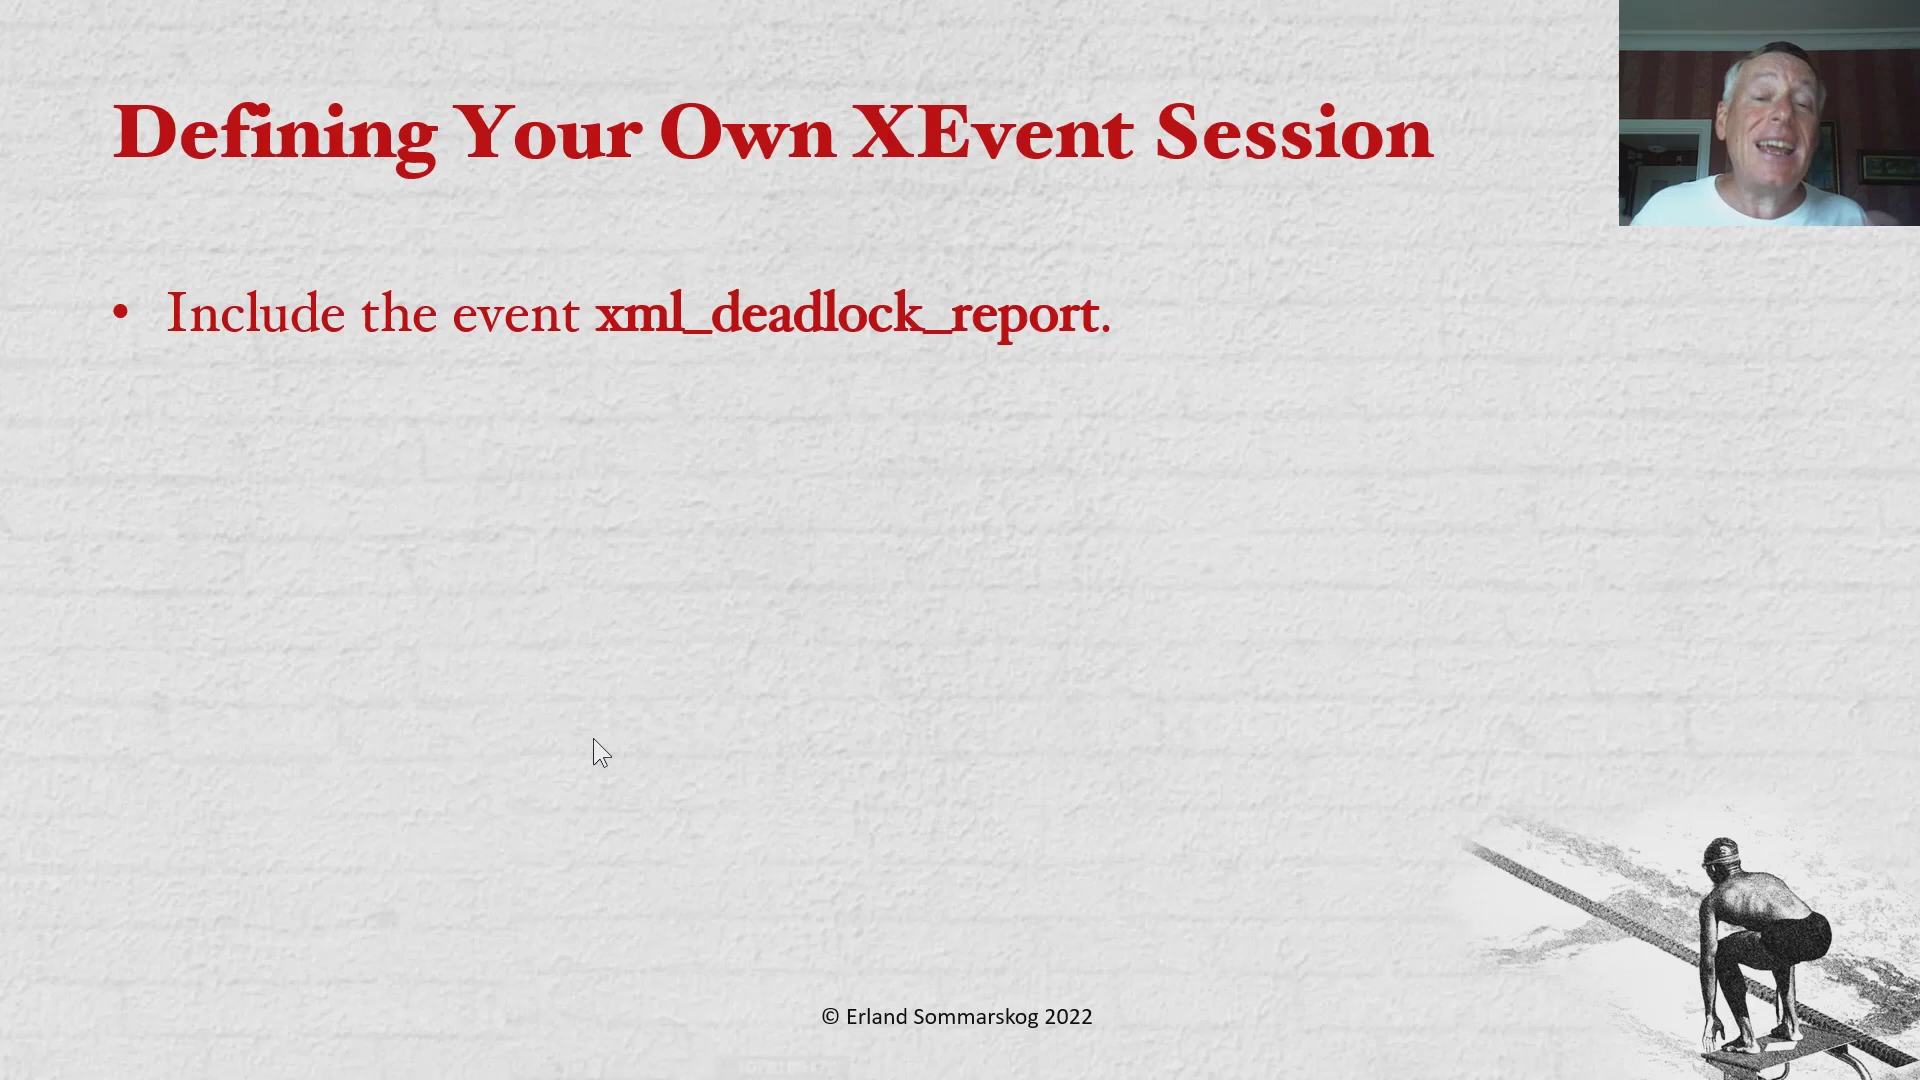 Defining Your Own XEvent Session
• Include the event xml_deadlock_report.
© Erland Sommarskog 2022